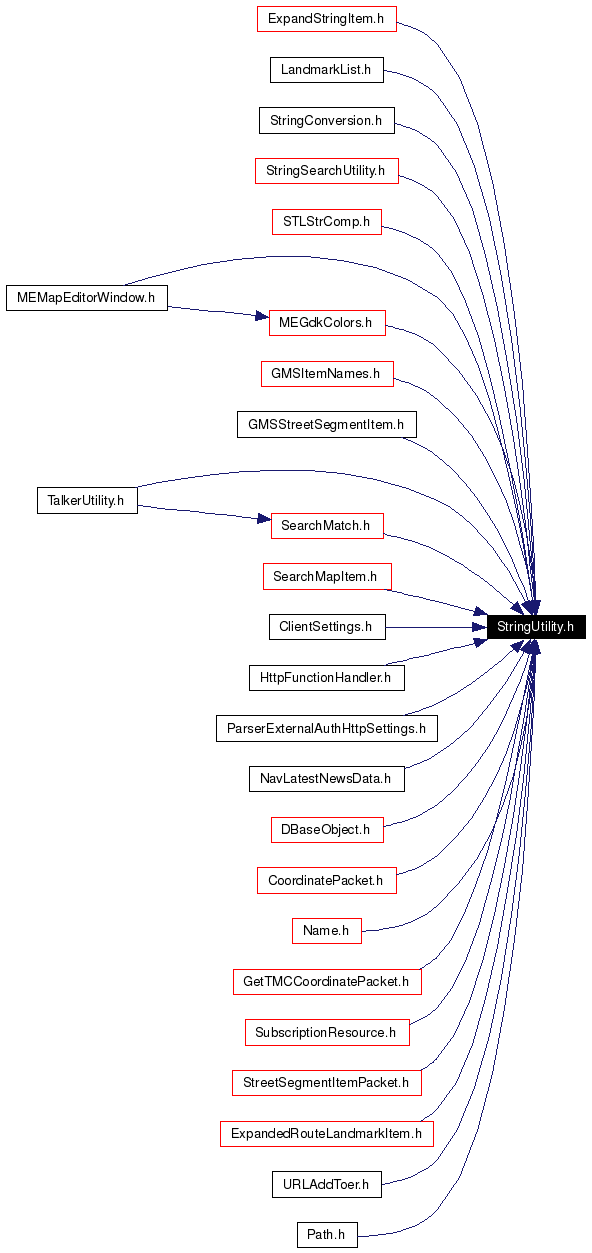 ExpandStringItem.h
LandmarkList.h
StringConversion.h
StringSearchUtility.h
STLStrComp.h
MEMapEditorWindow.h
MEGdkColors.h
GMSItemNames.h
GMSStreetSegmentItem.h
TalkerUtility.h
SearchMatch.h
SearchMapItem.h
ClientSettings.h
StringUtility.h
HttpFunctionHandler.h
ParserExternalAuthHttpSettings.h
NavLatestNewsData.h
DBaseObject.h
CoordinatePacket.h
Name.h
GetTMCCoordinatePacket.h
SubscriptionResource.h
StreetSegmentItemPacket.h
ExpandedRouteLandmarkItem.h
URLAddToer.h
Path.h